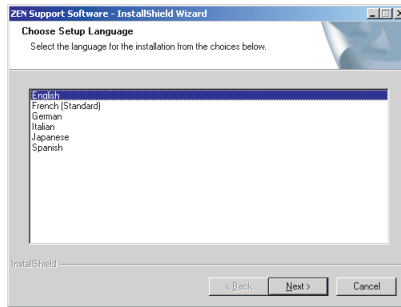 ZEN Support Software - InstallShield Wizard
Choose Setup Language
Select the language for the installation from the choices below.
English
French (Standard)
German
Italian
Japanese
Spanish
InstallShield
< Back Next > Cancel